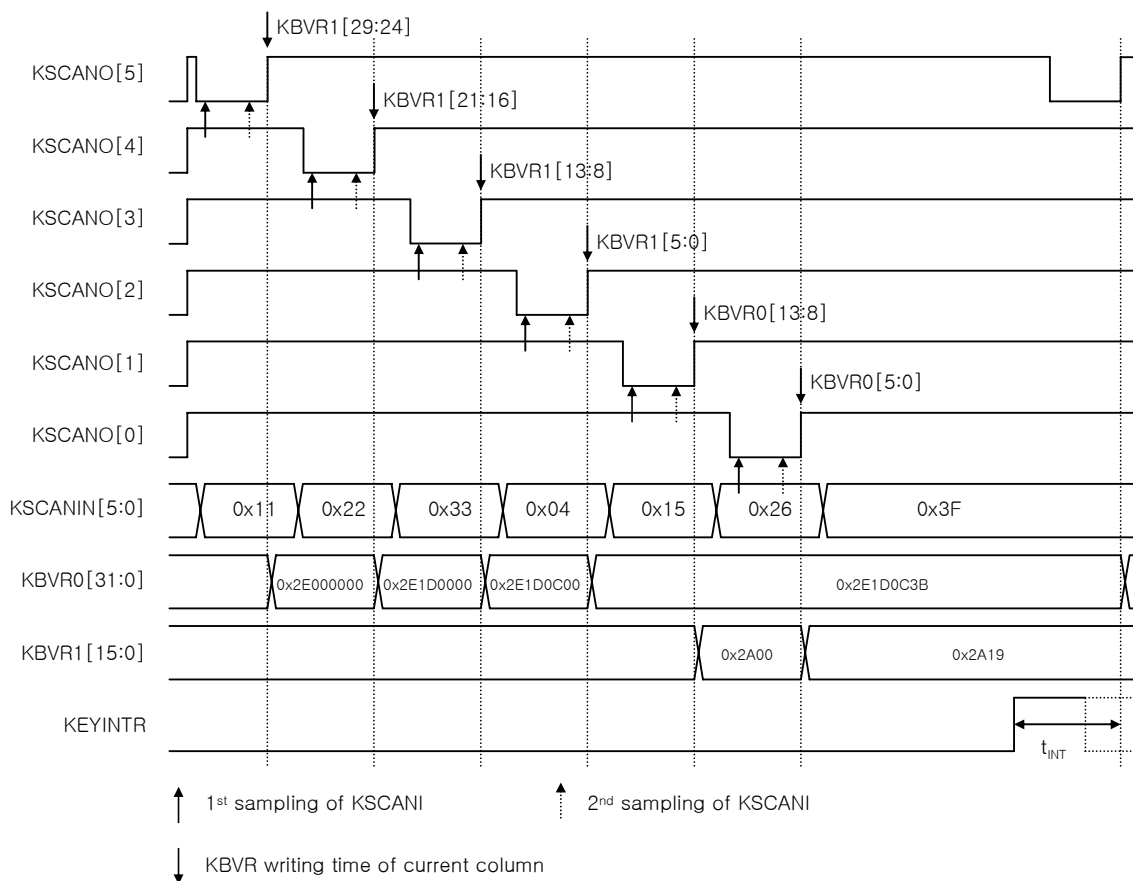 KBVR1[29:24]
KSCANO[5]
KBVR1[21:16]
KSCANO[4]
KBVR1[13:8]
KSCANO[3]
KBVR1[5:0]
KSCANO[2]
KBVR0[13:8]
KSCANO[1]
KBVR0[5:0]
KSCANO[0]
KSCANIN[5:0] 0x11 0x22 0x33 0x04 0x15 0x26 0x3F
KBVR0[31:0] 0x2E000000 0x2E1D0000 0x2E1D0C00 0x2E1D0C3B
KBVR1[15:0] 0x2A00 0x2A19
KEYINTR
tINT
1st sampling of KSCANI 2nd sampling of KSCANI
KBVR writing time of current column